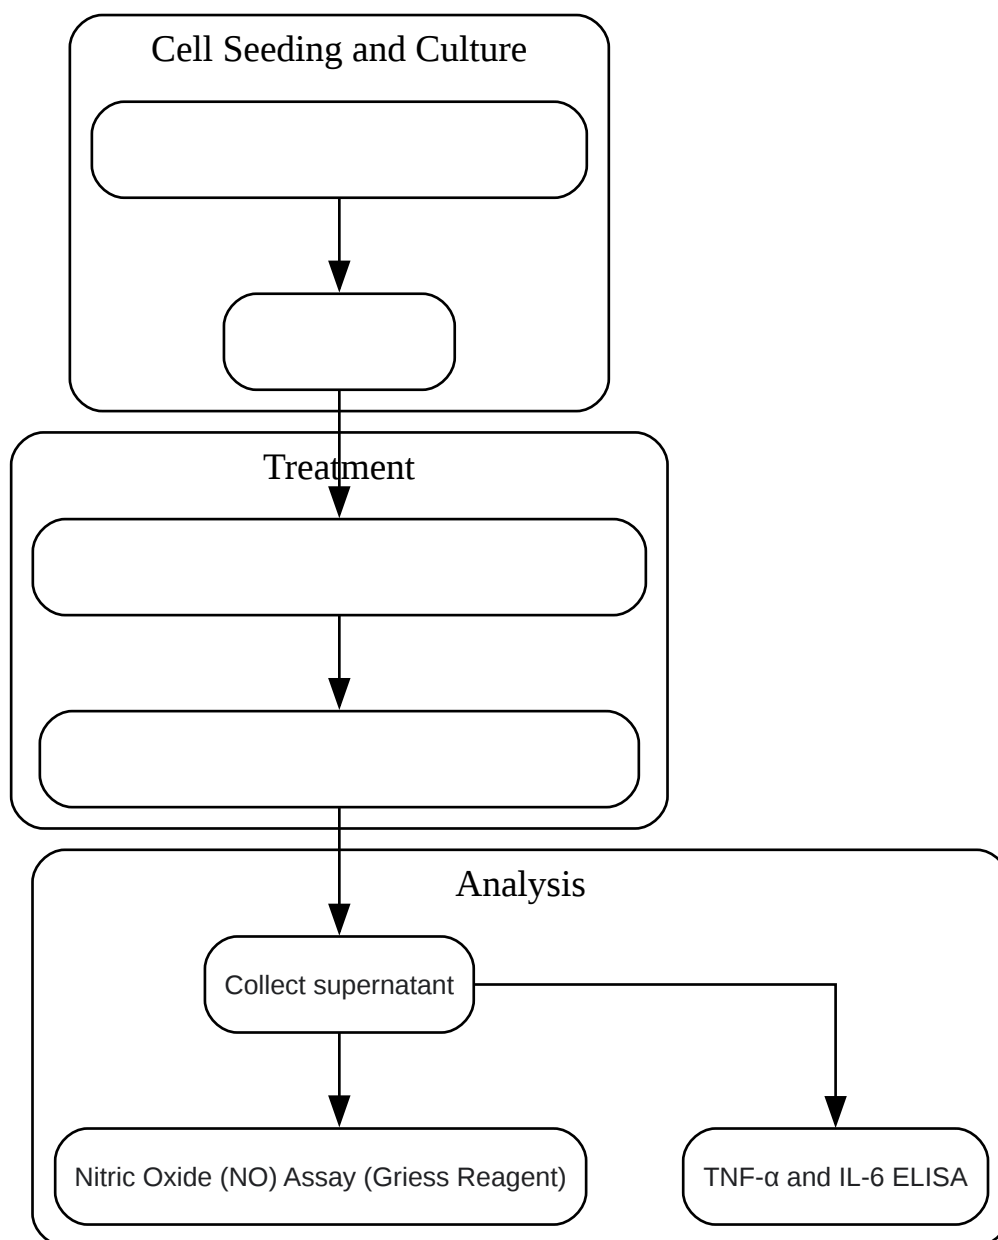 Cell Seeding and Culture
Treatment
Analysis
Collect supernatant
Nitric Oxide (NO) Assay (Griess Reagent)
TNF-α and IL-6 ELISA